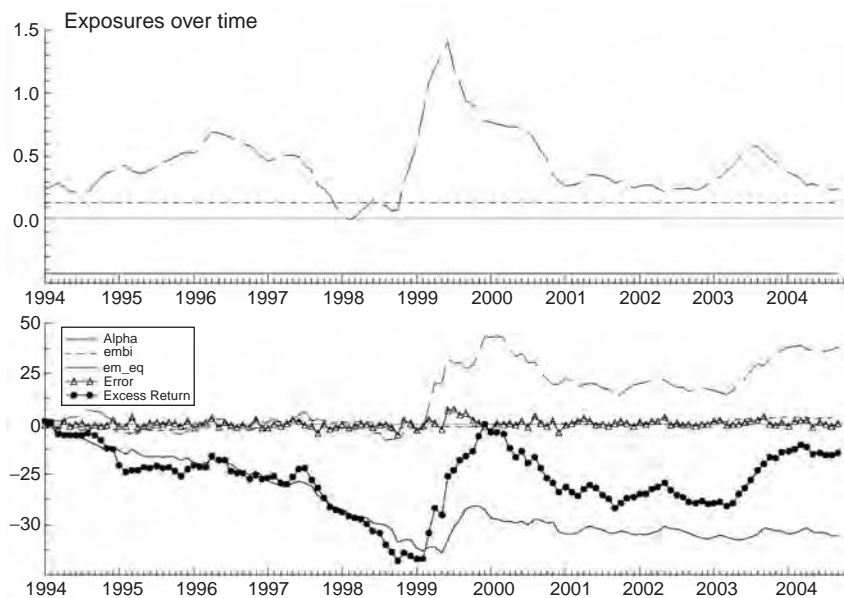 Exposures over time
1.5
1.0
0.5
0.0
1994 1995 1996 1997 1998 1999 2000 2001 2002 2003 2004
50
25
0
−25
−30
Alpha
embi
em_eq
Error
Excess Return
1994 1995 1996 1997 1998 1999 2000 2001 2002 2003 2004